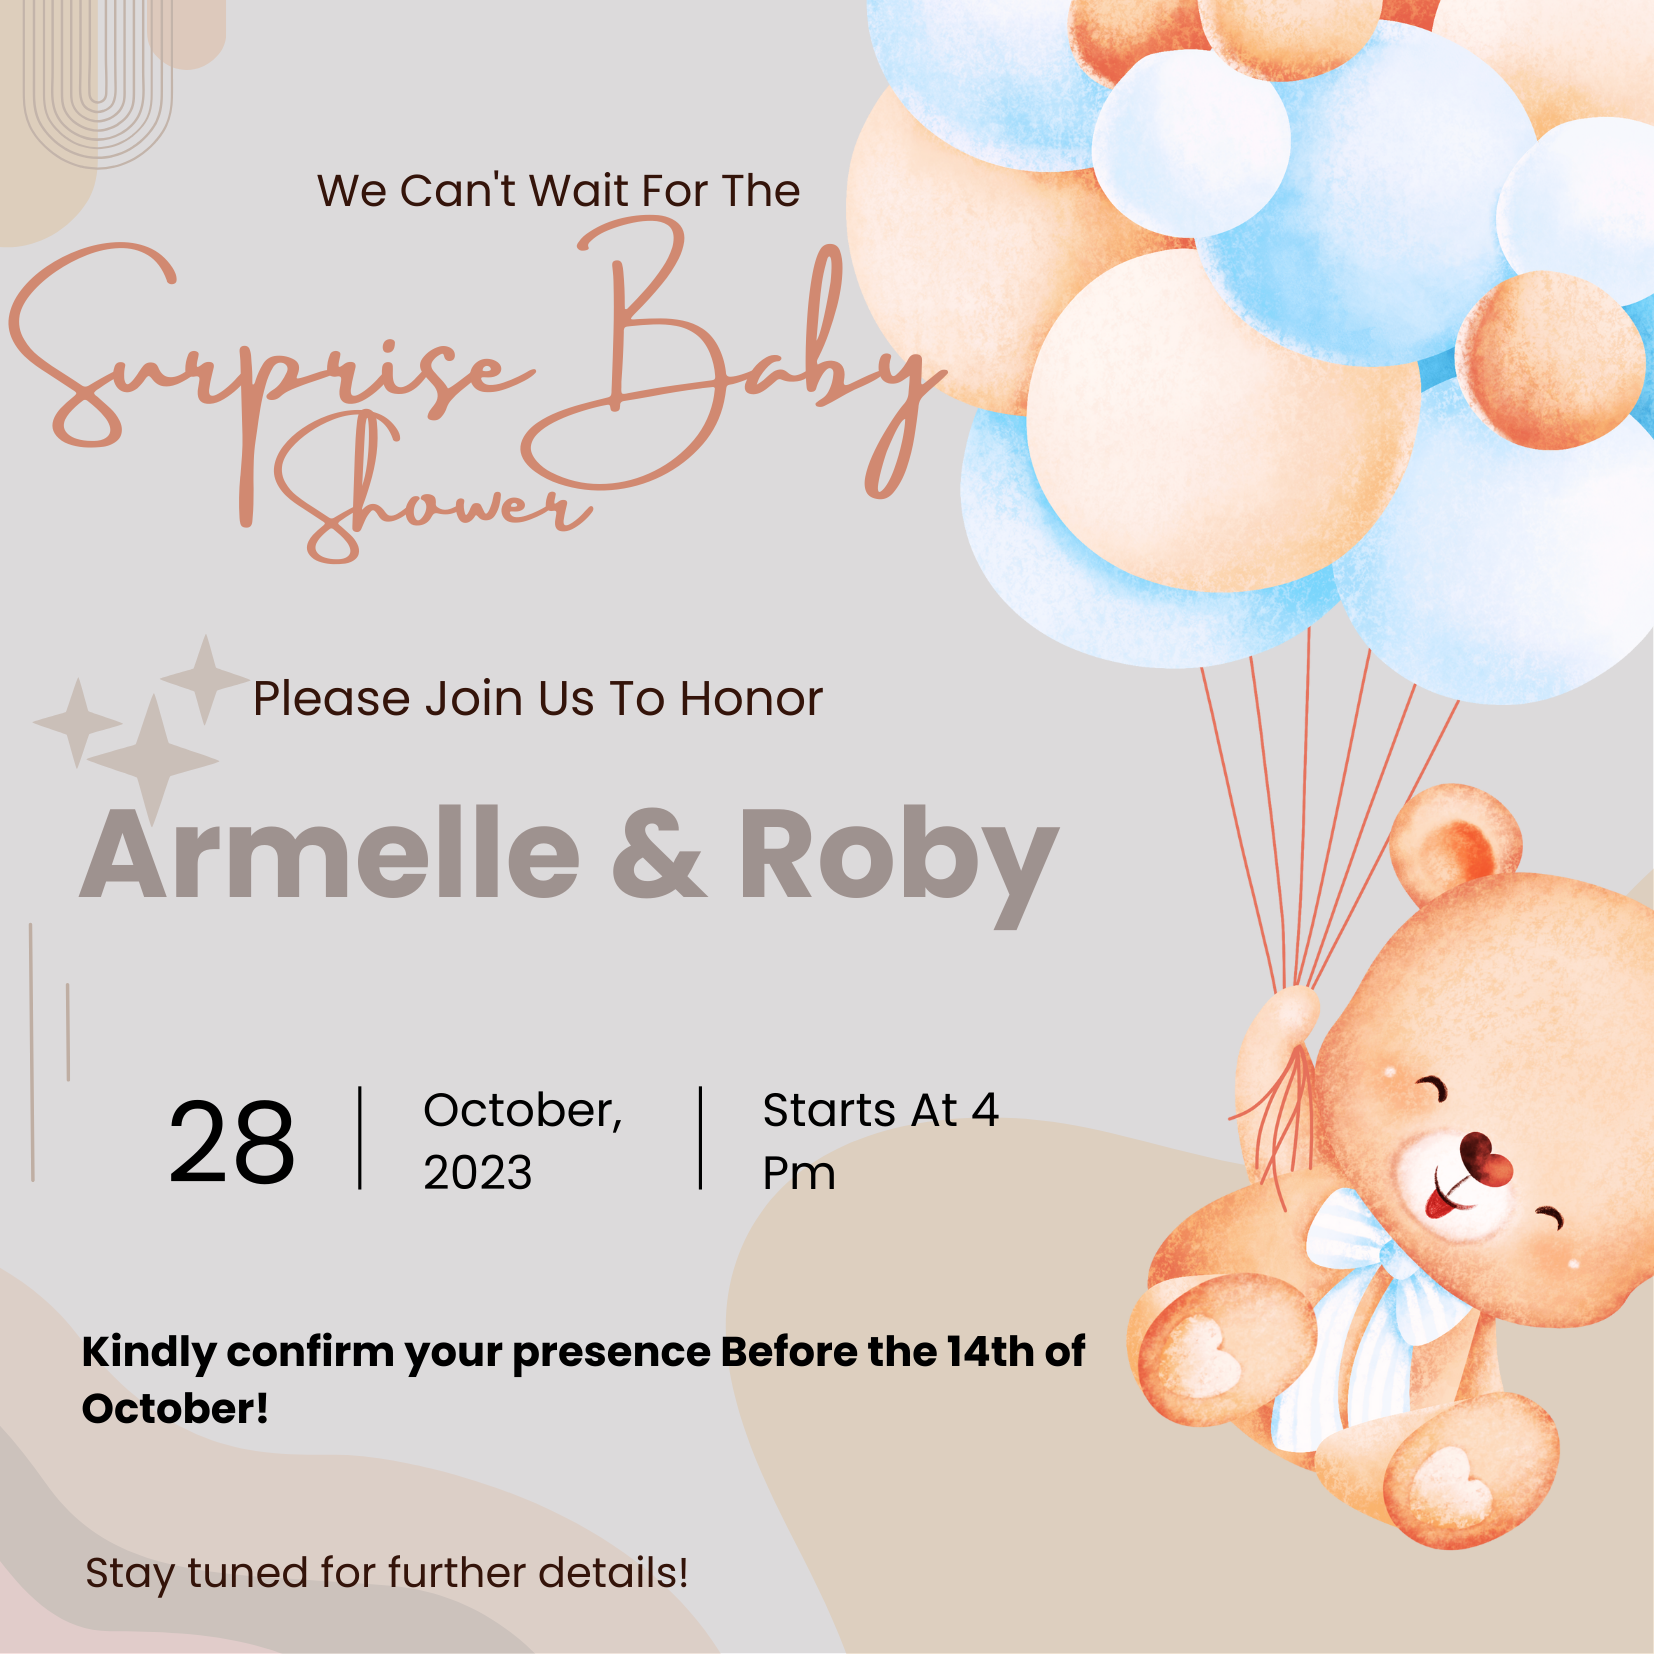 We Can't Wait For The
Surprise Baby
Shower
Please Join Us To Honor
Armelle & Roby
28
October,
2023
Starts At 4
Pm
Kindly confirm your presence Before the 14th of
October!
Stay tuned for further details!